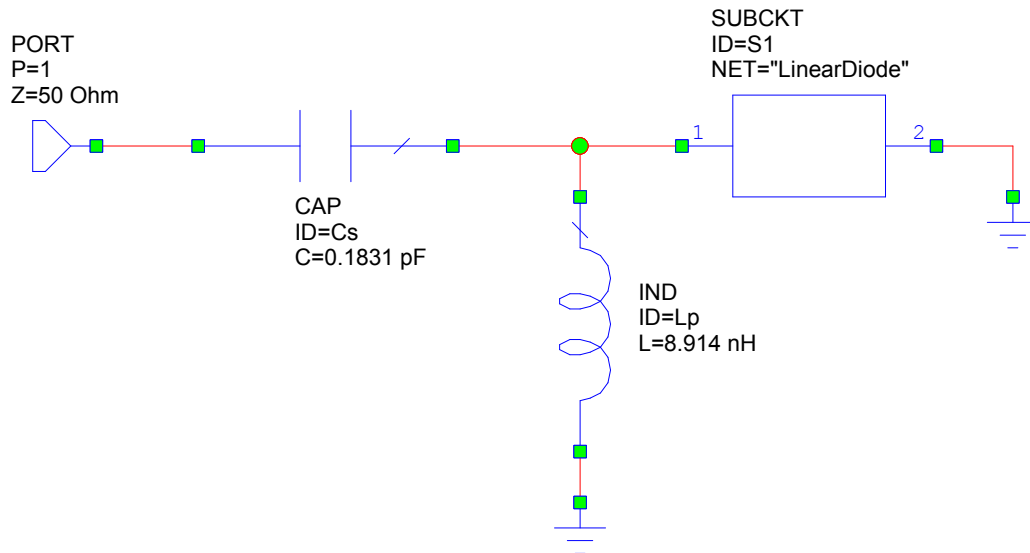 PORT
P=1
Z=50 Ohm
CAP
ID=Cs
C=0.1831 pF
IND
ID=Lp
L=8.914 nH
SUBCKT
ID=S1
NET="LinearDiode"
1
2